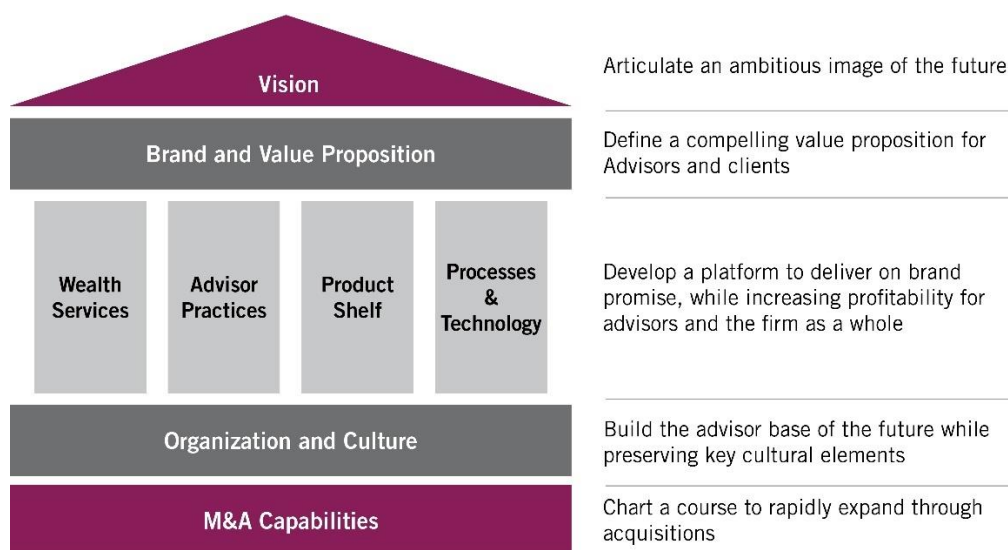 Vision
Articulate an ambitious image of the future
Brand and Value Proposition
Define a compelling value proposition for
Advisors and clients
Wealth
Services
Advisor
Practices
Product
Shelf
Processes
&
Technology
Develop a platform to deliver on brand
promise, while increasing profitability for
advisors and the firm as a whole
Organization and Culture
Build the advisor base of the future while
preserving key cultural elements
M&A Capabilities
Chart a course to rapidly expand through
acquisitions